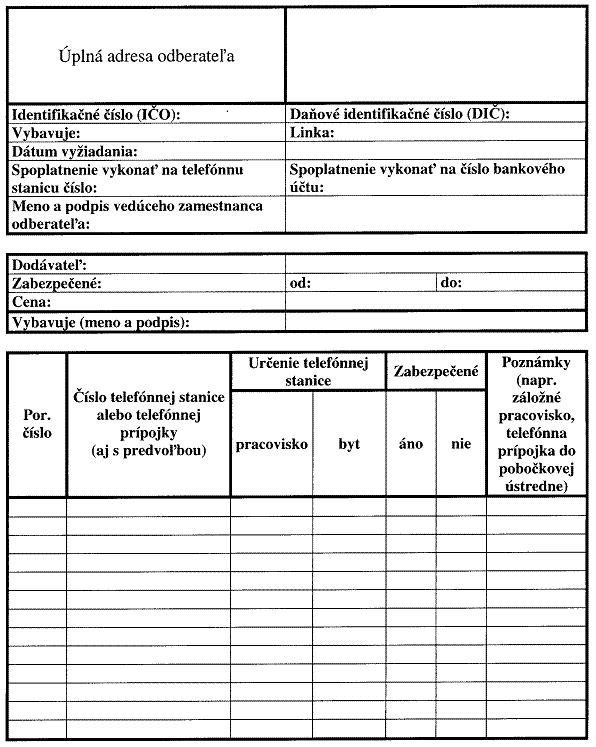 Úplná adresa odberateľa
Identifikačné číslo (IČO):
Daňové identifikačné číslo (DIČ):
Vybavuje:
Linka:
Dátum vyžiadania:
Spoplatnenie vykonať na telefónnu
stanicu číslo:
Spoplatnenie vykonať na číslo bankového
účtu:
Meno a podpis vedúceho zamestnanca
odberateľa:
Dodávateľ:
Zabezpečené:
od:
do:
Cena:
Vybavuje (meno a podpis):
Por.
číslo
Číslo telefónnej stanice
alebo telefónnej
prípojky
(aj s predvoľbou)
Určenie telefónnej
stanice
pracovisko
byt
Zabezpečené
áno
nie
Poznámky
(napr.
záložné
pracovisko,
telefónna
prípojka do
pobočkovej
ústredne)